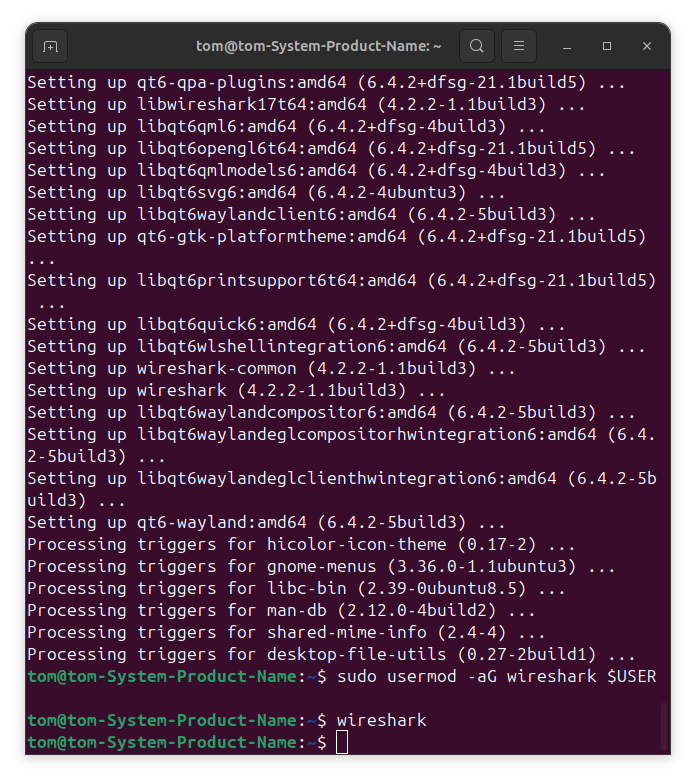 tom@tom-System-Product-Name: ~
Setting up qt6-qpa-plugins:amd64 (6.4.2+dfsg-21.1build5) ...
Setting up libwireshark17t64:amd64 (4.2.2-1.1build3) ...
Setting up libqt6qml6:amd64 (6.4.2+dfsg-4build3) ...
Setting up libqt6opengl6t64:amd64 (6.4.2+dfsg-21.1build5) ...
Setting up libqt6qmlmodels6:amd64 (6.4.2+dfsg-4build3) ...
Setting up libqt6svg6:amd64 (6.4.2-4ubuntu3) ...
Setting up libqt6waylandclient6:amd64 (6.4.2-5build3) ...
Setting up qt6-gtk-platformtheme:amd64 (6.4.2+dfsg-21.1build5)
...
Setting up libqt6printsupport6t64:amd64 (6.4.2+dfsg-21.1build5)
...
Setting up libqt6quick6:amd64 (6.4.2+dfsg-4build3) ...
Setting up libqt6wlshellintegration6:amd64 (6.4.2-5build3) ...
Setting up wireshark-common (4.2.2-1.1build3) ...
Setting up wireshark (4.2.2-1.1build3) ...
Setting up libqt6waylandcompositor6:amd64 (6.4.2-5build3) ...
Setting up libqt6waylandeglcompositorhwintegration6:amd64 (6.4.
2-5build3) ...
Setting up libqt6waylandeglclienthwintegration6:amd64 (6.4.2-5b
uild3) ...
Setting up qt6-wayland:amd64 (6.4.2-5build3) ...
Processing triggers for hicolor-icon-theme (0.17-2) ...
Processing triggers for gnome-menus (3.36.0-1.1ubuntu3) ...
Processing triggers for libc-bin (2.39-0ubuntu8.5) ...
Processing triggers for man-db (2.12.0-4build2) ...
Processing triggers for shared-mime-info (2.4-4) ...
Processing triggers for desktop-file-utils (0.27-2build1) ...
tom@tom-System-Product-Name:~$ sudo usermod -aG wireshark $USER
tom@tom-System-Product-Name:~$ wireshark
tom@tom-System-Product-Name:~$